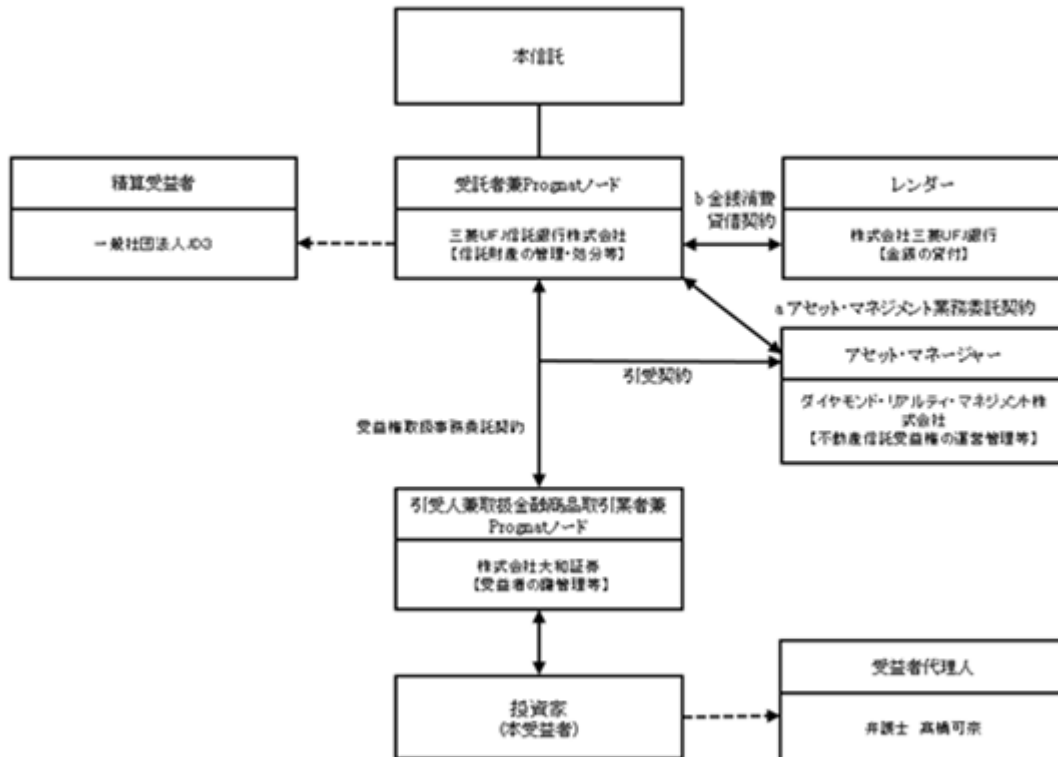 本信託
精算受益者
一般社団法人JD3
受託者兼Progmatノード
三菱UFJ信託銀行株式会社
【信託財産の管理・処分等】
b 金銭消費
貸借契約
レンダー
株式会社三菱UFJ銀行
【金銭の貸付】
a アセット・マネジメント業務委託契約
アセット・マネージャー
ダイヤモンド・リアルティ・マネジメント株
式会社
【不動産信託受益権の運営管理等】
引受契約
受益権取扱事務委託契約
引受人兼取扱金融商品取引業者兼
Progmatノード
株式会社大和証券
【受益者の管理等】
投資家
(本受益者)
受益者代理人
弁護士 高橋可奈